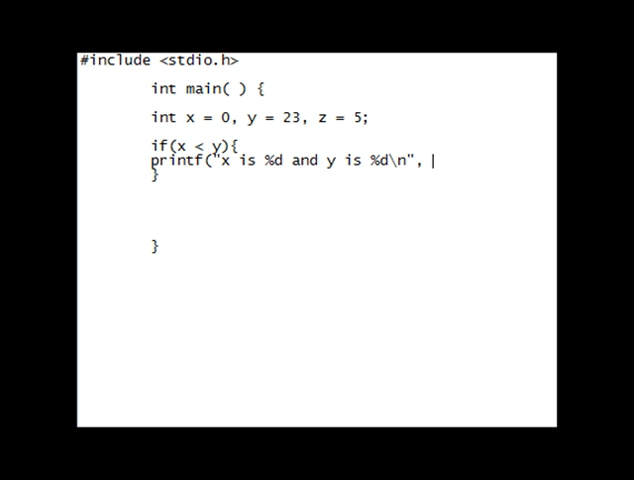 #include <stdio.h>
int main( ) {
int x = 0, y = 23, z = 5;
if(x < y){
printf("x is %d and y is %d\n", 
}
}